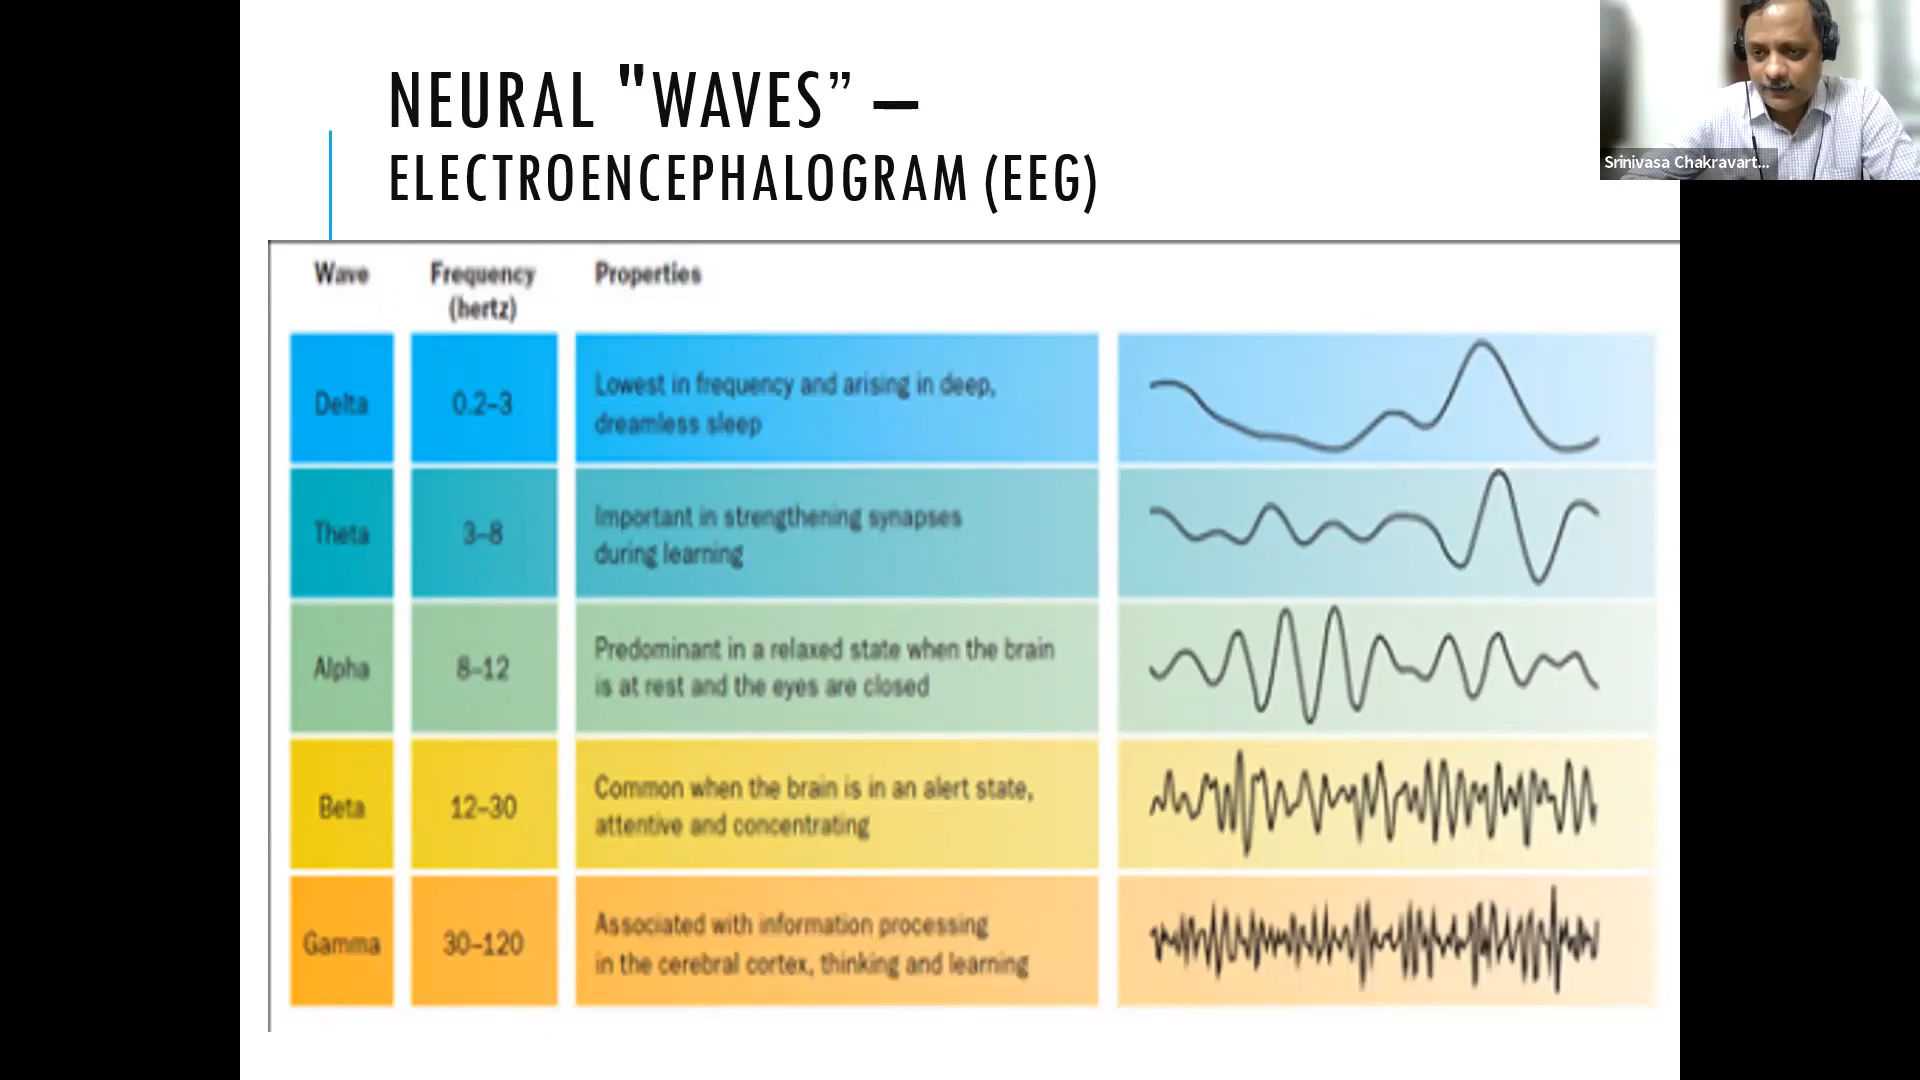 NEURAL "WAVES” –
ELECTROENCEPHALOGRAM (EEG)
Srinivasa Chakravart...
Wave
Frequency
(hertz)
Properties
Delta
0.2–3
Lowest in frequency and arising in deep,
dreamless sleep
Theta
3–8
Important in strengthening synapses
during learning
Alpha
8–12
Predominant in a relaxed state when the brain
is at rest and the eyes are closed
Beta
12–30
Common when the brain is in an alert state,
attentive and concentrating
Gamma
30–120
Associated with information processing
in the cerebral cortex, thinking and learning